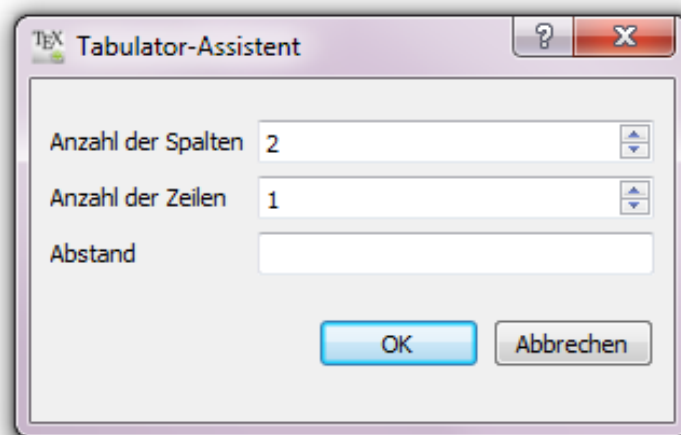 TEX Tabulator-Assistent ?
Anzahl der Spalten 2
Anzahl der Zeilen 1
Abstand
OK Abbrechen